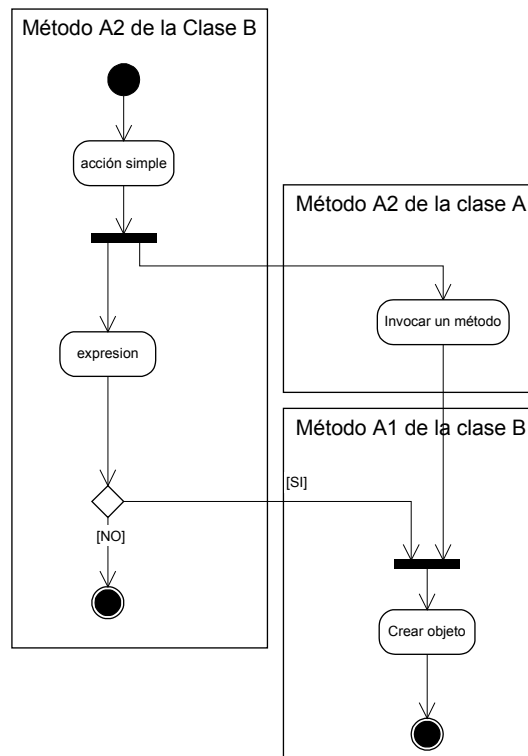 Método A2 de la Clase B
acción simple
Método A2 de la clase A
Invocar un método
expresion
Método A1 de la clase B
[SI]
[NO]
Crear objeto